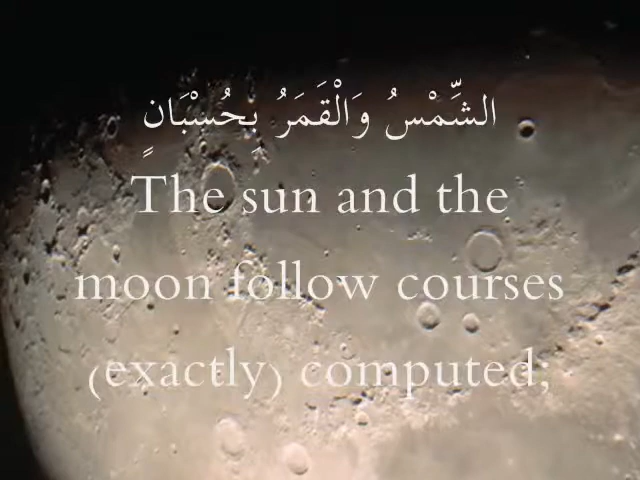 الشِّمْسُ وَالْقَمَرُ بِحُسْبَانٍ
The sun and the
moon follow courses
(exactly) computed;